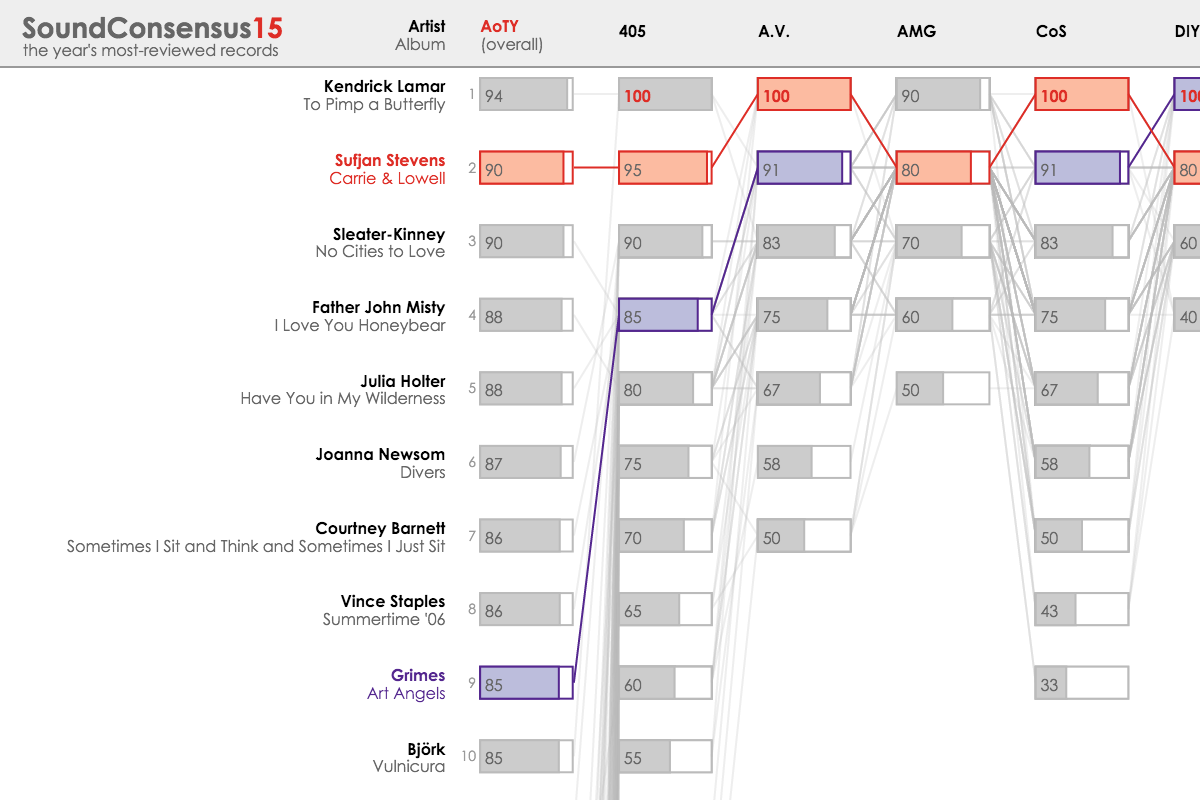 SoundConsensus15
the year's most-reviewed records
Artist
Album
AoTY
(overall)
405
A.V.
AMG
CoS
DIY
Kendrick Lamar
To Pimp a Butterfly
1
94
100
100
90
100
100
Sufjan Stevens
Carrie & Lowell
2
90
95
91
80
91
80
Sleater-Kinney
No Cities to Love
3
90
90
83
70
83
60
Father John Misty
I Love You Honeybear
4
88
85
75
60
75
40
Julia Holter
Have You in My Wilderness
5
88
80
67
50
67
Joanna Newsom
Divers
6
87
75
58
58
Courtney Barnett
Sometimes I Sit and Think and Sometimes I Just Sit
7
86
70
50
50
Vince Staples
Summertime '06
8
86
65
43
Grimes
Art Angels
9
85
60
33
Björk
Vulnicura
10
85
55